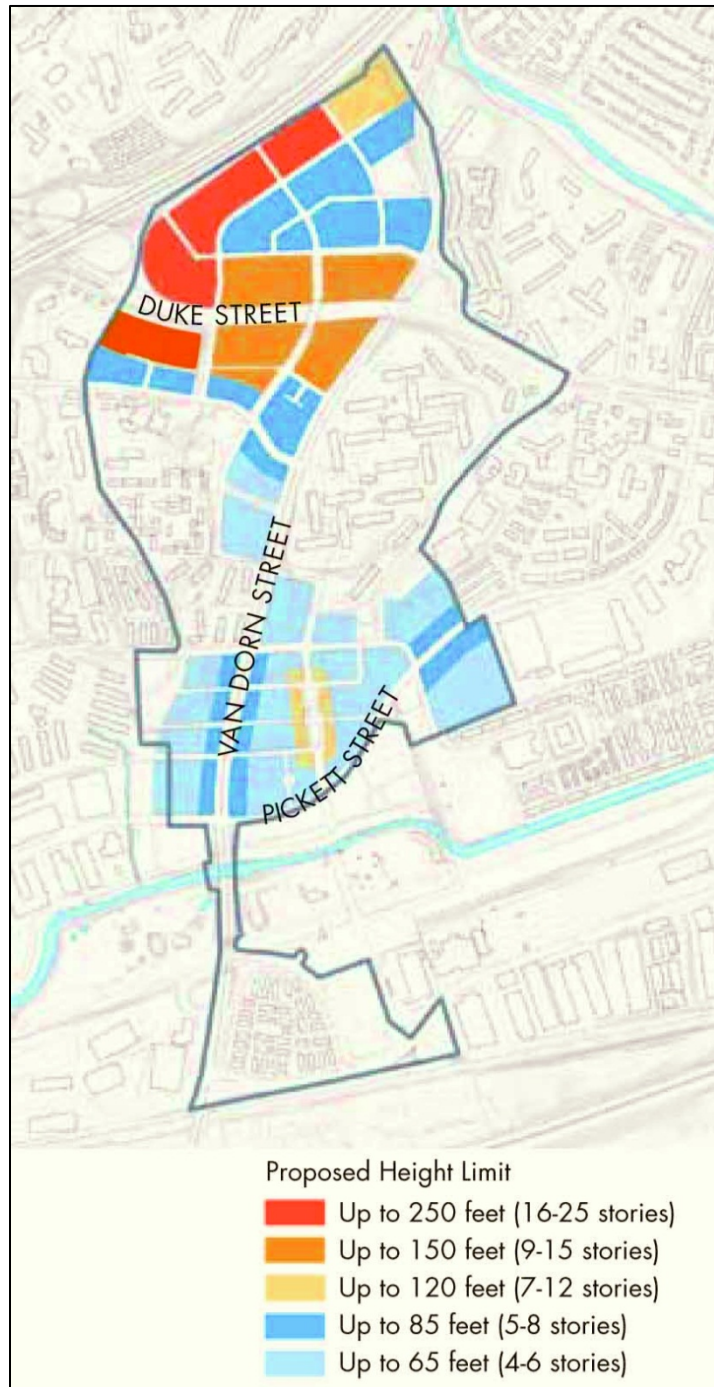 DUKE STREET
VAN DORN STREET
PICKETT STREET
Proposed Height Limit
Up to 250 feet (16-25 stories)
Up to 150 feet (9-15 stories)
Up to 120 feet (7-12 stories)
Up to 85 feet (5-8 stories)
Up to 65 feet (4-6 stories)